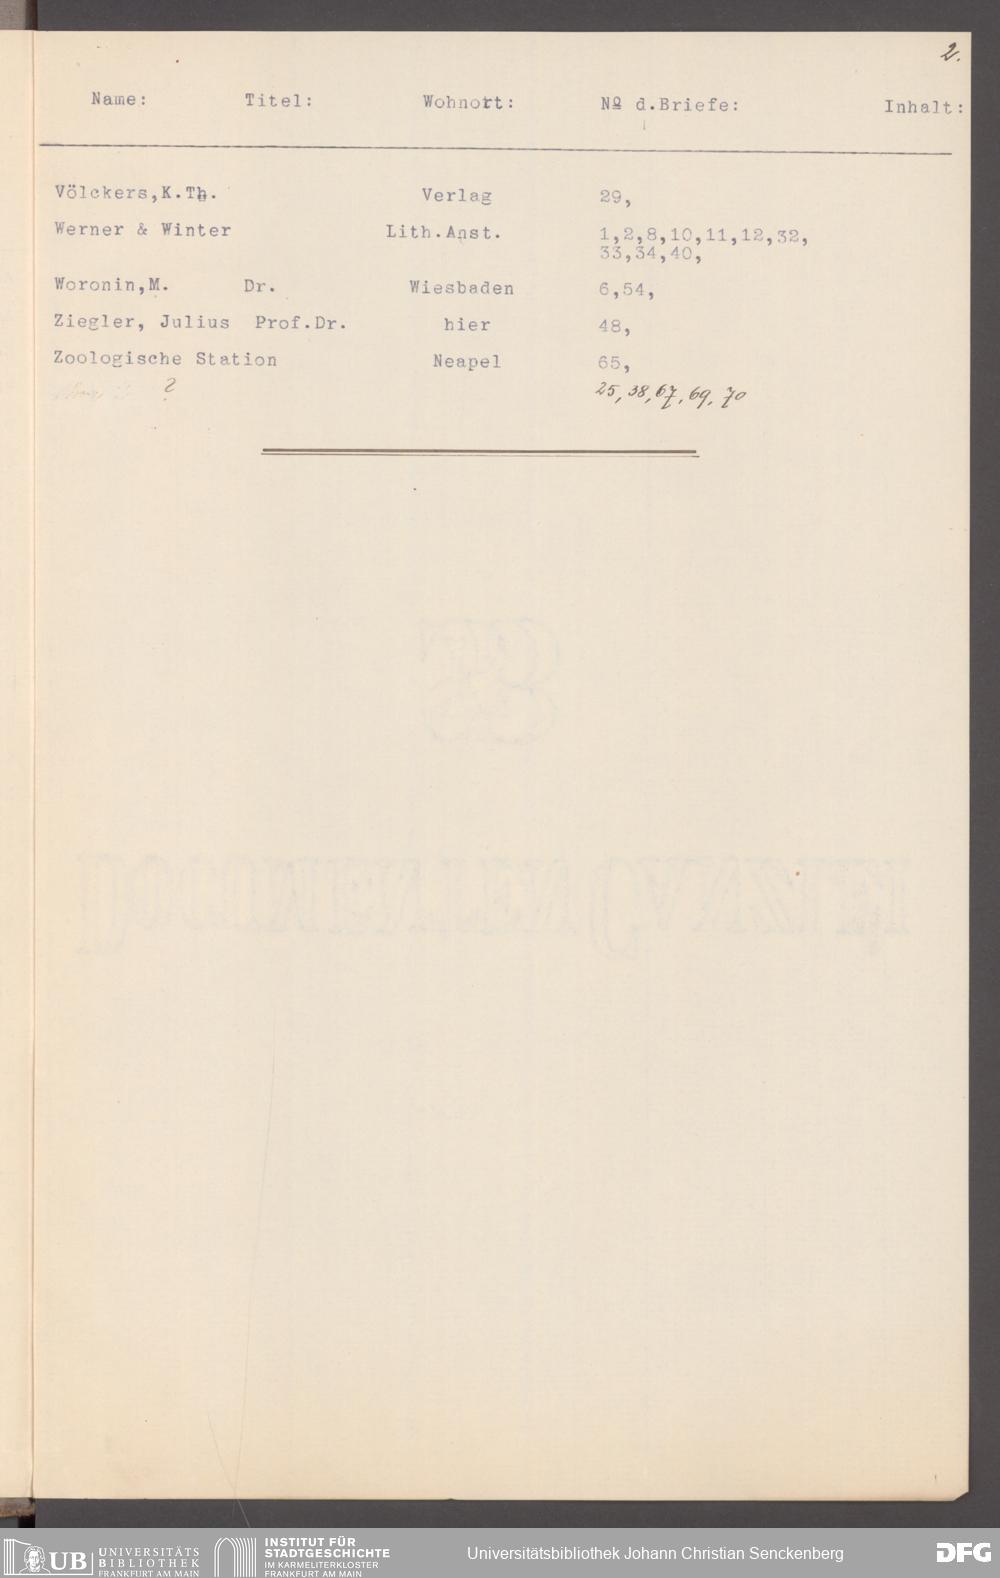 2.
Name: Titel: Wohnort: № d.Briefe: Inhalt:
Völckers,K.Th. Verlag 29,
Werner & Winter Lith.Anst. 1,2,8,10,11,12,32,
33,34,40,
Woronin,M. Dr. Wiesbaden 6,54,
Ziegler, Julius Prof.Dr. hier 48,
Zoologische Station Neapel 65,
? 25, 38, 67, 69, 70
UB UNIVERSITÄTS
BIBLIOTHEK
FRANKFURT AM MAIN
INSTITUT FÜR
STADTGESCHICHTE
IM KARMELITERKLOSTER
FRANKFURT AM MAIN
Universitätsbibliothek Johann Christian Senckenberg
DFG